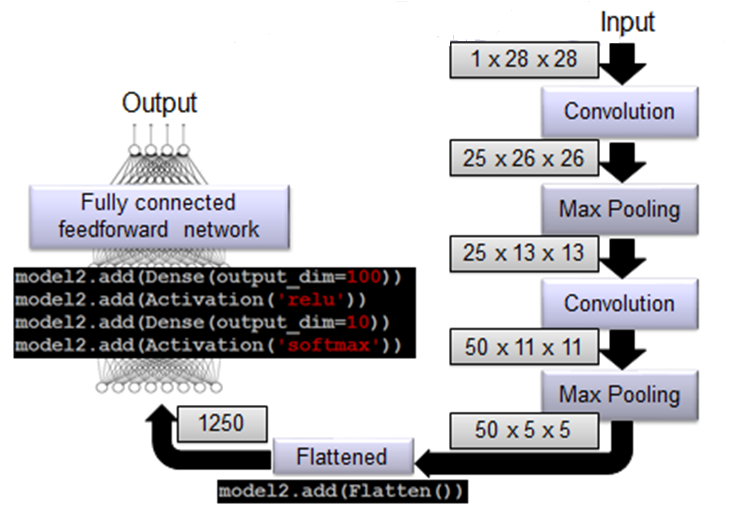 Input
1 x 28 x 28
Convolution
25 x 26 x 26
Max Pooling
25 x 13 x 13
Convolution
50 x 11 x 11
Max Pooling
50 x 5 x 5
Flattened
model2.add(Flatten())
1250
model2.add(Dense(output_dim=100))
model2.add(Activation('relu'))
model2.add(Dense(output_dim=10))
model2.add(Activation('softmax'))
Fully connected
feedforward network
Output